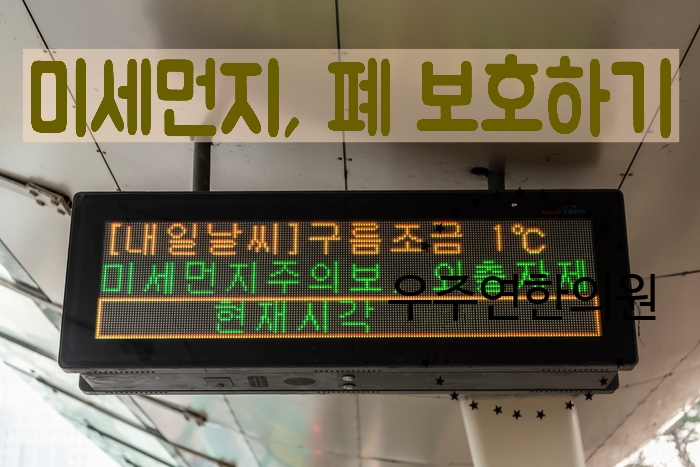 미세먼지, 폐 보호하기
[내일날씨]구름조금 1℃
미세먼지주의보
우주연한의원
현재시각